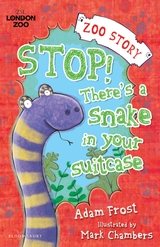 ZSL
LONDON
ZOO
ZOO STORY
STOP!
There's a
snake
in your
suitcase
Adam Frost
Illustrated by
Mark Chambers
BLOOMSBURY